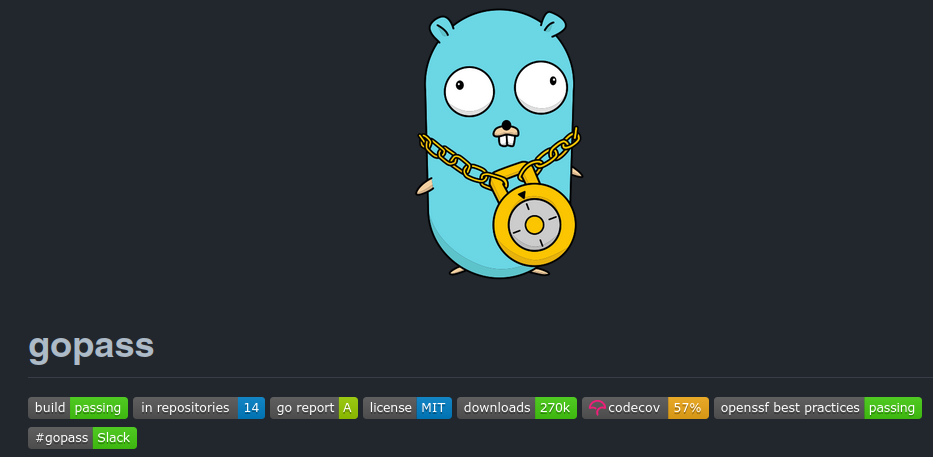 gopass
build passing in repositories 14 go report A license MIT downloads 270k codecov 57% openssf best practices passing
#gopass Slack